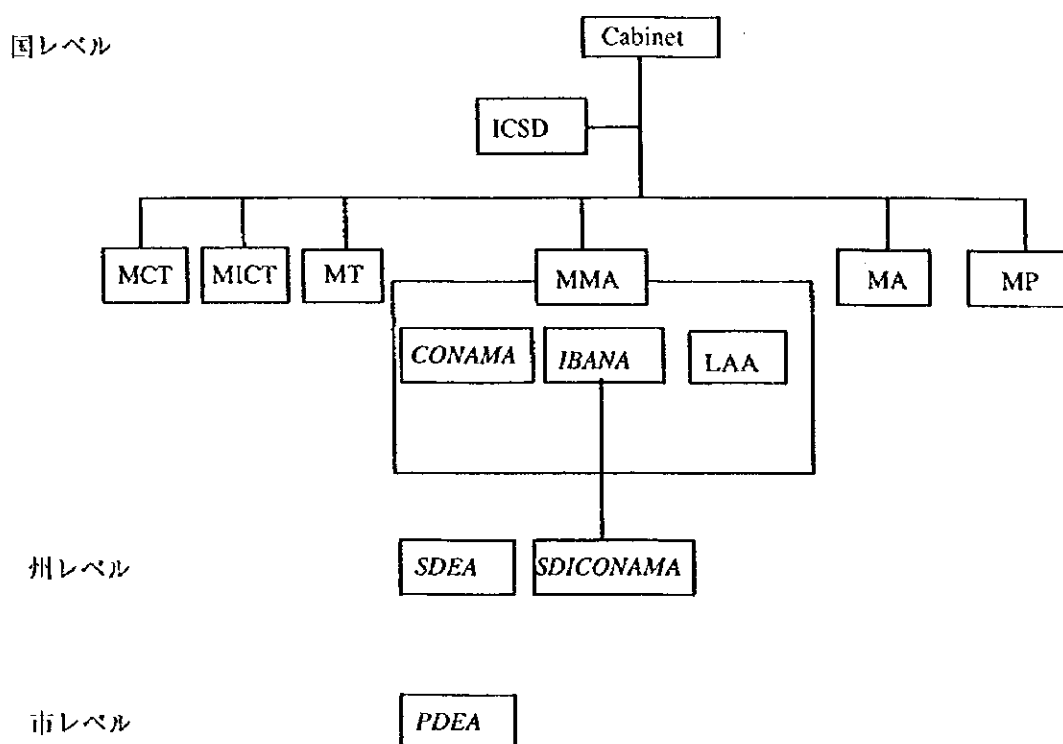 国レベル
Cabinet
ICSD
MCT
MICT
MT
MMA
MA
MP
CONAMA
IBANA
LAA
州レベル
SDEA
SDICONAMA
市レベル
PDEA